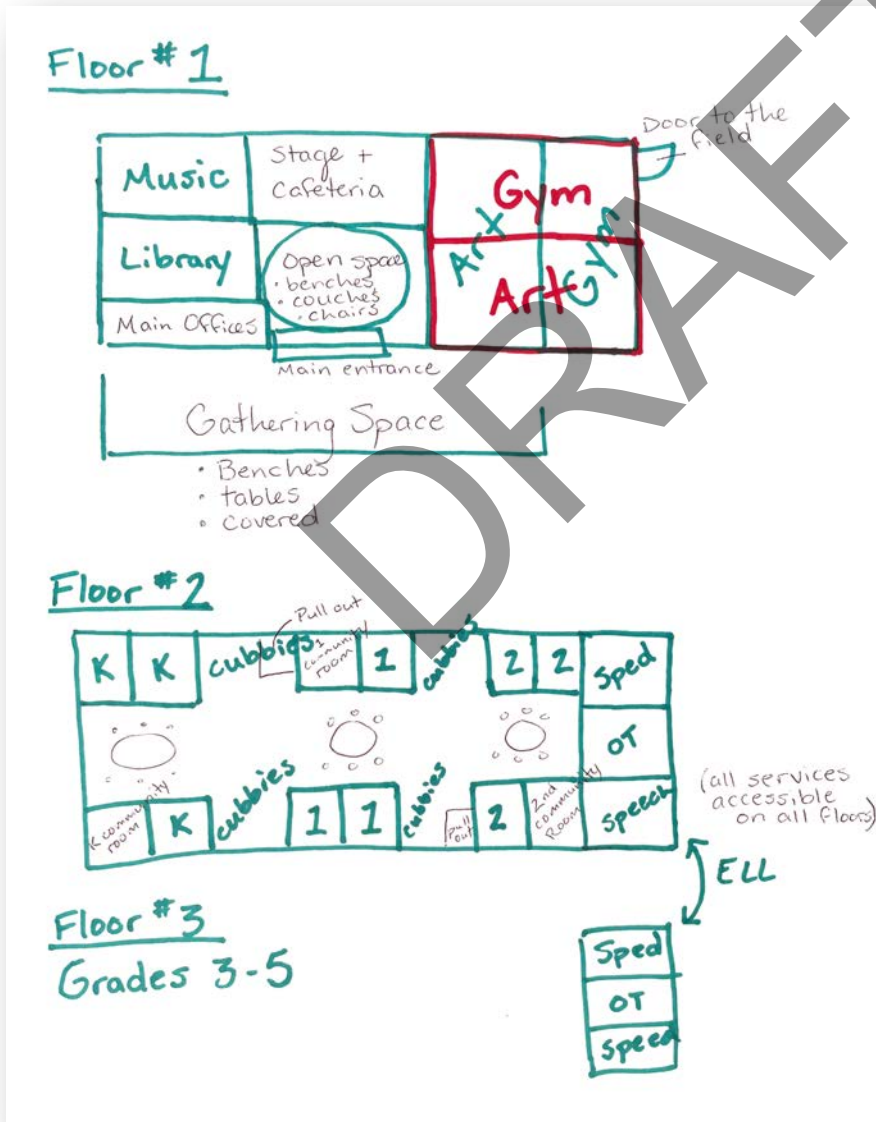 Floor #1
Door to the
field
Music
Stage +
Cafeteria
Gym
Art
Library
Open space
• benches
• couches
• chairs
Art
Gym
Main Offices
Main entrance
Gathering Space
• Benches
• tables
• covered
DRAFT
Floor #2
Pull out
K
K
cubbies
1
community
room
1
cubbies
2
2
Sped
OT
K community
room
K
cubbies
1
1
cubbies
Pull
out
2
2nd
community
Room
Speech
(all services
accessible
on all floors)
ELL
Floor #3
Grades 3-5
Sped
OT
Speech